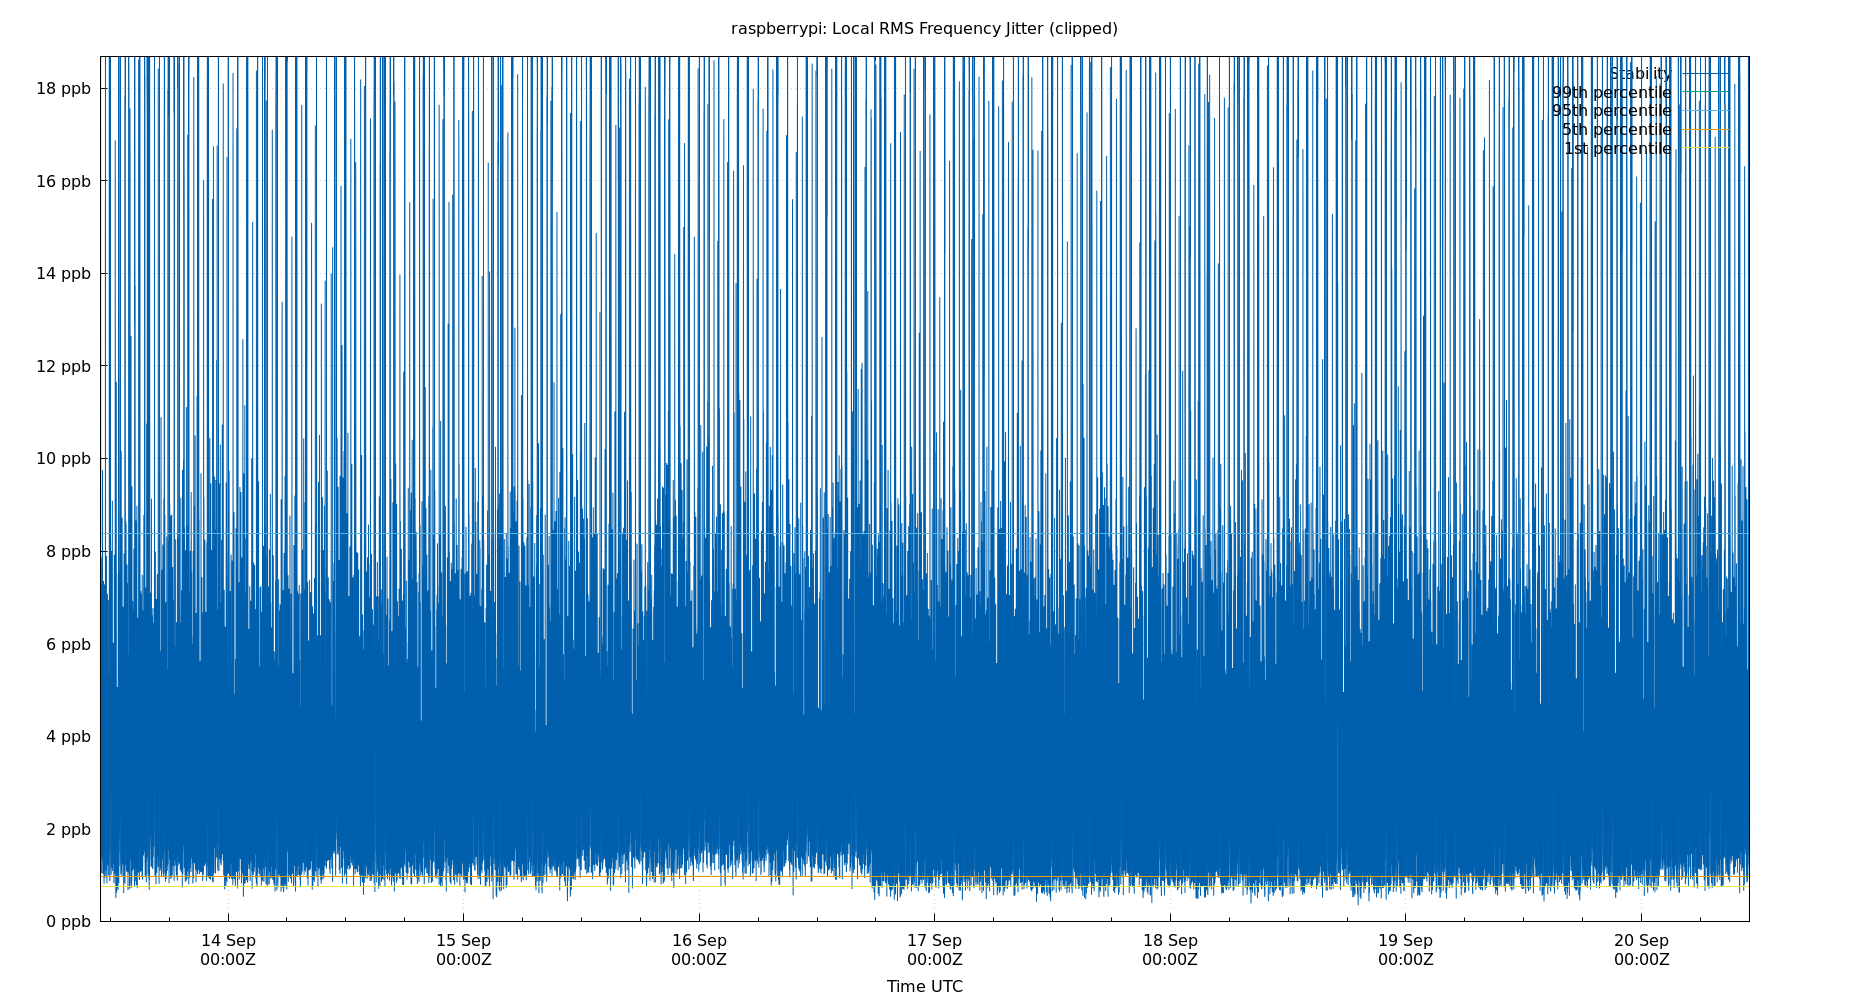 raspberrypi: Local RMS Frequency Jitter (clipped)
18 ppb
16 ppb
14 ppb
12 ppb
10 ppb
8 ppb
6 ppb
4 ppb
2 ppb
0 ppb
Stability
99th percentile
95th percentile
5th percentile
1st percentile
14 Sep
00:00Z
15 Sep
00:00Z
16 Sep
00:00Z
17 Sep
00:00Z
18 Sep
00:00Z
19 Sep
00:00Z
20 Sep
00:00Z
Time UTC